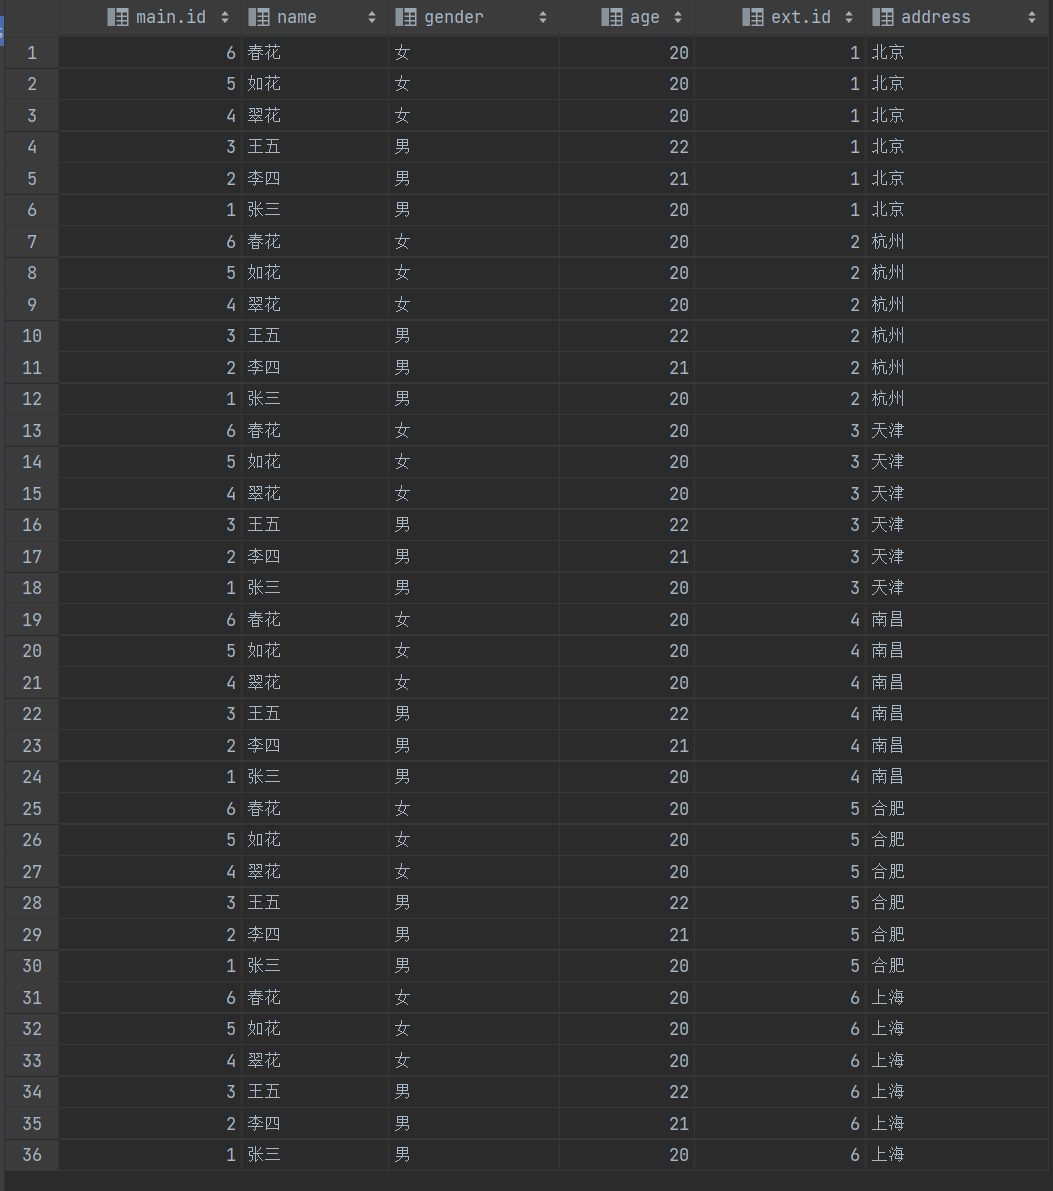 main.id name gender age ext.id address
1 6 春花 女 20 1 北京
2 5 如花 女 20 1 北京
3 4 翠花 女 20 1 北京
4 3 王五 男 22 1 北京
5 2 李四 男 21 1 北京
6 1 张三 男 20 1 北京
7 6 春花 女 20 2 杭州
8 5 如花 女 20 2 杭州
9 4 翠花 女 20 2 杭州
10 3 王五 男 22 2 杭州
11 2 李四 男 21 2 杭州
12 1 张三 男 20 2 杭州
13 6 春花 女 20 3 天津
14 5 如花 女 20 3 天津
15 4 翠花 女 20 3 天津
16 3 王五 男 22 3 天津
17 2 李四 男 21 3 天津
18 1 张三 男 20 3 天津
19 6 春花 女 20 4 南昌
20 5 如花 女 20 4 南昌
21 4 翠花 女 20 4 南昌
22 3 王五 男 22 4 南昌
23 2 李四 男 21 4 南昌
24 1 张三 男 20 4 南昌
25 6 春花 女 20 5 合肥
26 5 如花 女 20 5 合肥
27 4 翠花 女 20 5 合肥
28 3 王五 男 22 5 合肥
29 2 李四 男 21 5 合肥
30 1 张三 男 20 5 合肥
31 6 春花 女 20 6 上海
32 5 如花 女 20 6 上海
33 4 翠花 女 20 6 上海
34 3 王五 男 22 6 上海
35 2 李四 男 21 6 上海
36 1 张三 男 20 6 上海